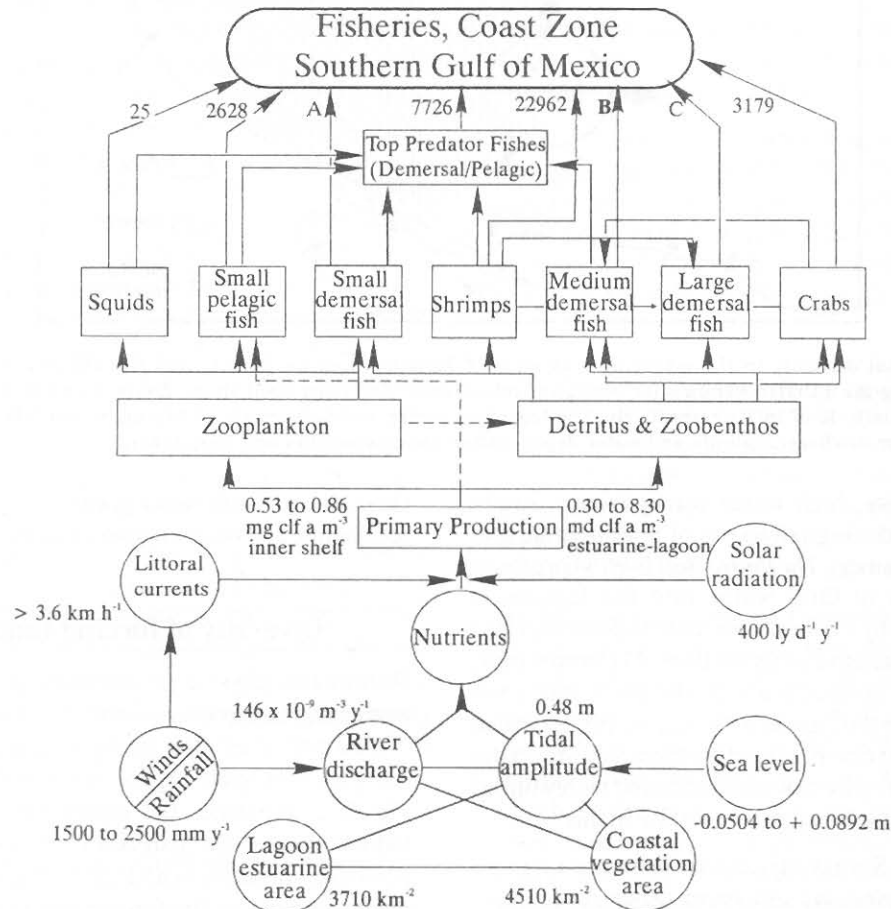 Fisheries, Coast Zone
Southern Gulf of Mexico
25
2628
A
7726
22962
B
C
3179
Top Predator Fishes
(Demersal/Pelagic)
Squids
Small
pelagic
fish
Small
demersal
fish
Shrimps
Medium
demersal
fish
Large
demersal
fish
Crabs
Zooplankton
Detritus & Zoobenthos
0.53 to 0.86
mg clf a m⁻³
inner shelf
Primary Production
0.30 to 8.30
md clf a m⁻³
estuarine-lagoon
Littoral
currents
Solar
radiation
> 3.6 km h⁻¹
Nutrients
400 ly d⁻¹ y⁻¹
146 x 10⁻⁹ m⁻³ y⁻¹
0.48 m
Winds
Rainfall
River
discharge
Tidal
amplitude
Sea level
1500 to 2500 mm y⁻¹
-0.0504 to + 0.0892 m
Lagoon
estuarine
area
Coastal
vegetation
area
3710 km⁻²
4510 km⁻²